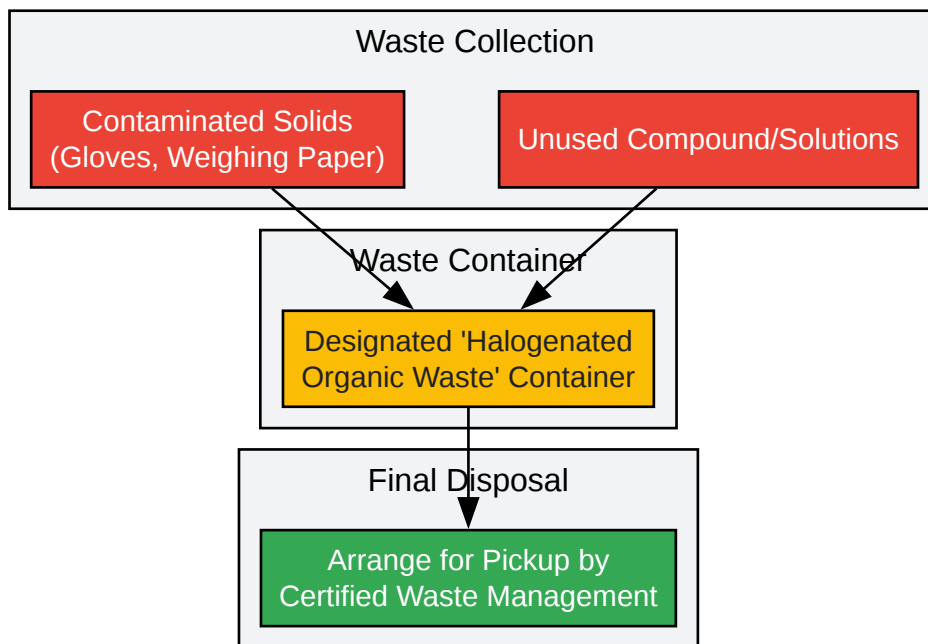 Waste Collection
Contaminated Solids
(Gloves, Weighing Paper)
Unused Compound/Solutions
Waste Container
Designated 'Halogenated
Organic Waste' Container
Final Disposal
Arrange for Pickup by
Certified Waste Management